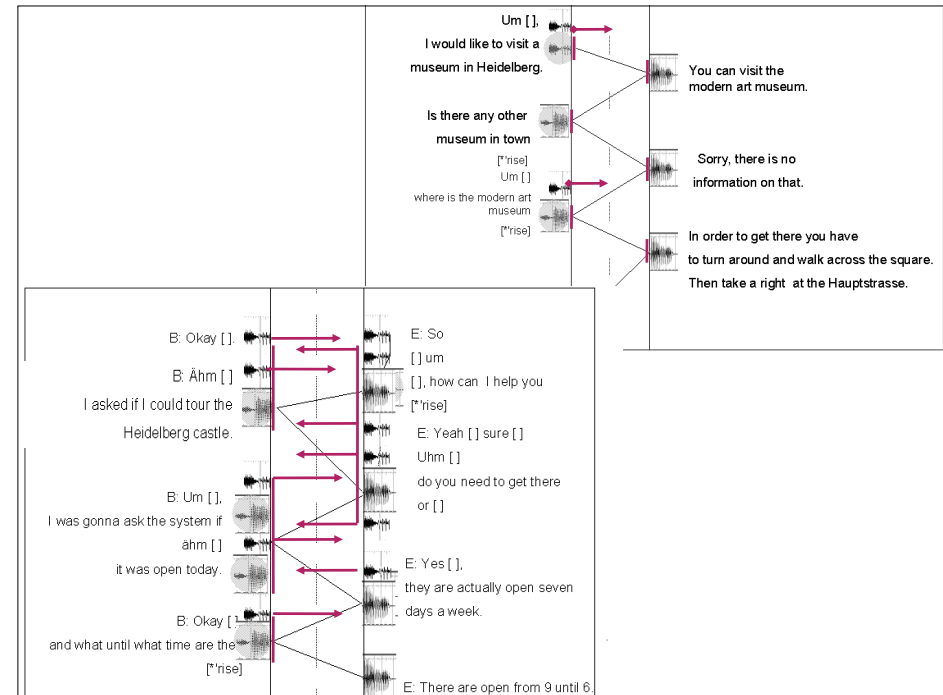 Um [ ],
I would like to visit a
museum in Heidelberg.
You can visit the
modern art museum.
Is there any other
museum in town
[*'rise]
Sorry, there is no
information on that.
Um [ ]
where is the modern art
museum
[*'rise]
In order to get there you have
to turn around and walk across the square.
Then take a right at the Hauptstrasse.
B: Okay [ ].
E: So
[ ] um
[ ], how can I help you
[*'rise]
B: Ähm [ ]
I asked if I could tour the
Heidelberg castle.
E: Yeah [ ] sure [ ]
Uhm [ ]
do you need to get there
or [ ]
B: Um [ ],
I was gonna ask the system if
ähm [ ]
it was open today.
E: Yes [ ],
they are actually open seven
days a week.
B: Okay [ ]
and what until what time are the
[*'rise]
E: There are open from 9 until 6.